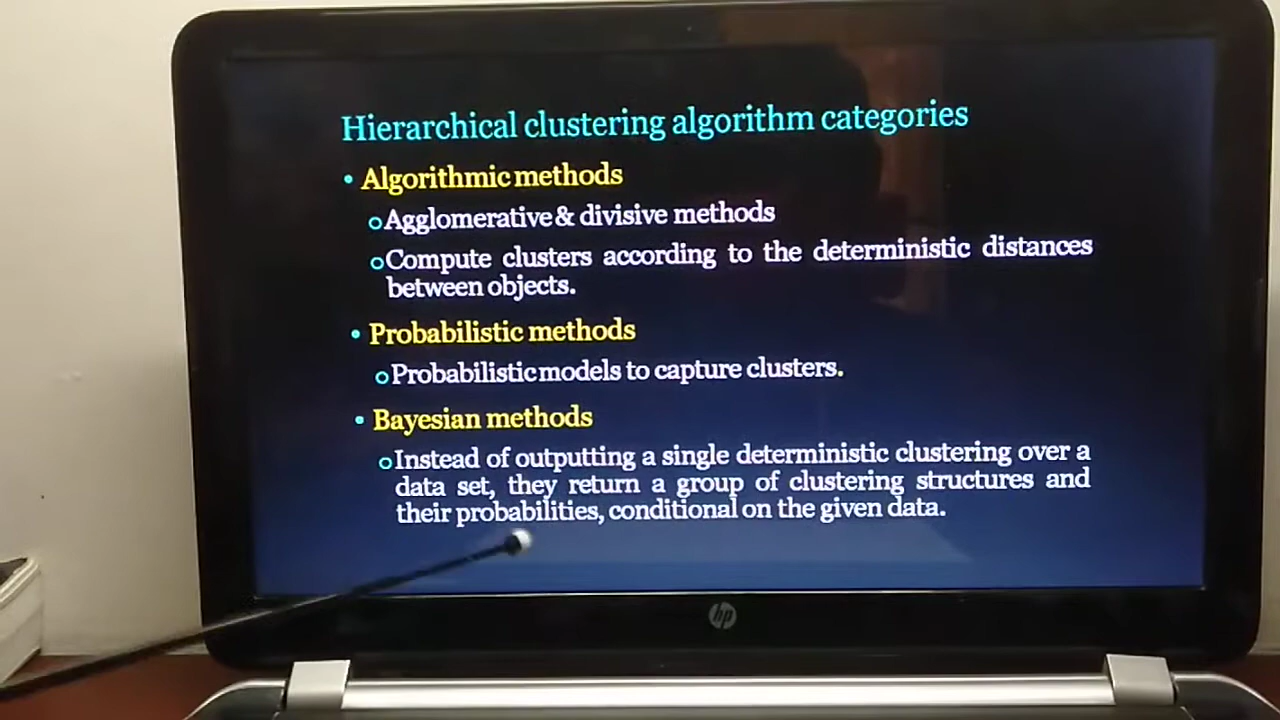 Hierarchical clustering algorithm categories
• Algorithmic methods
o Agglomerative & divisive methods
o Compute clusters according to the deterministic distances
between objects.
• Probabilistic methods
o Probabilistic models to capture clusters.
• Bayesian methods
o Instead of outputting a single deterministic clustering over a
data set, they return a group of clustering structures and
their probabilities, conditional on the given data.
hp